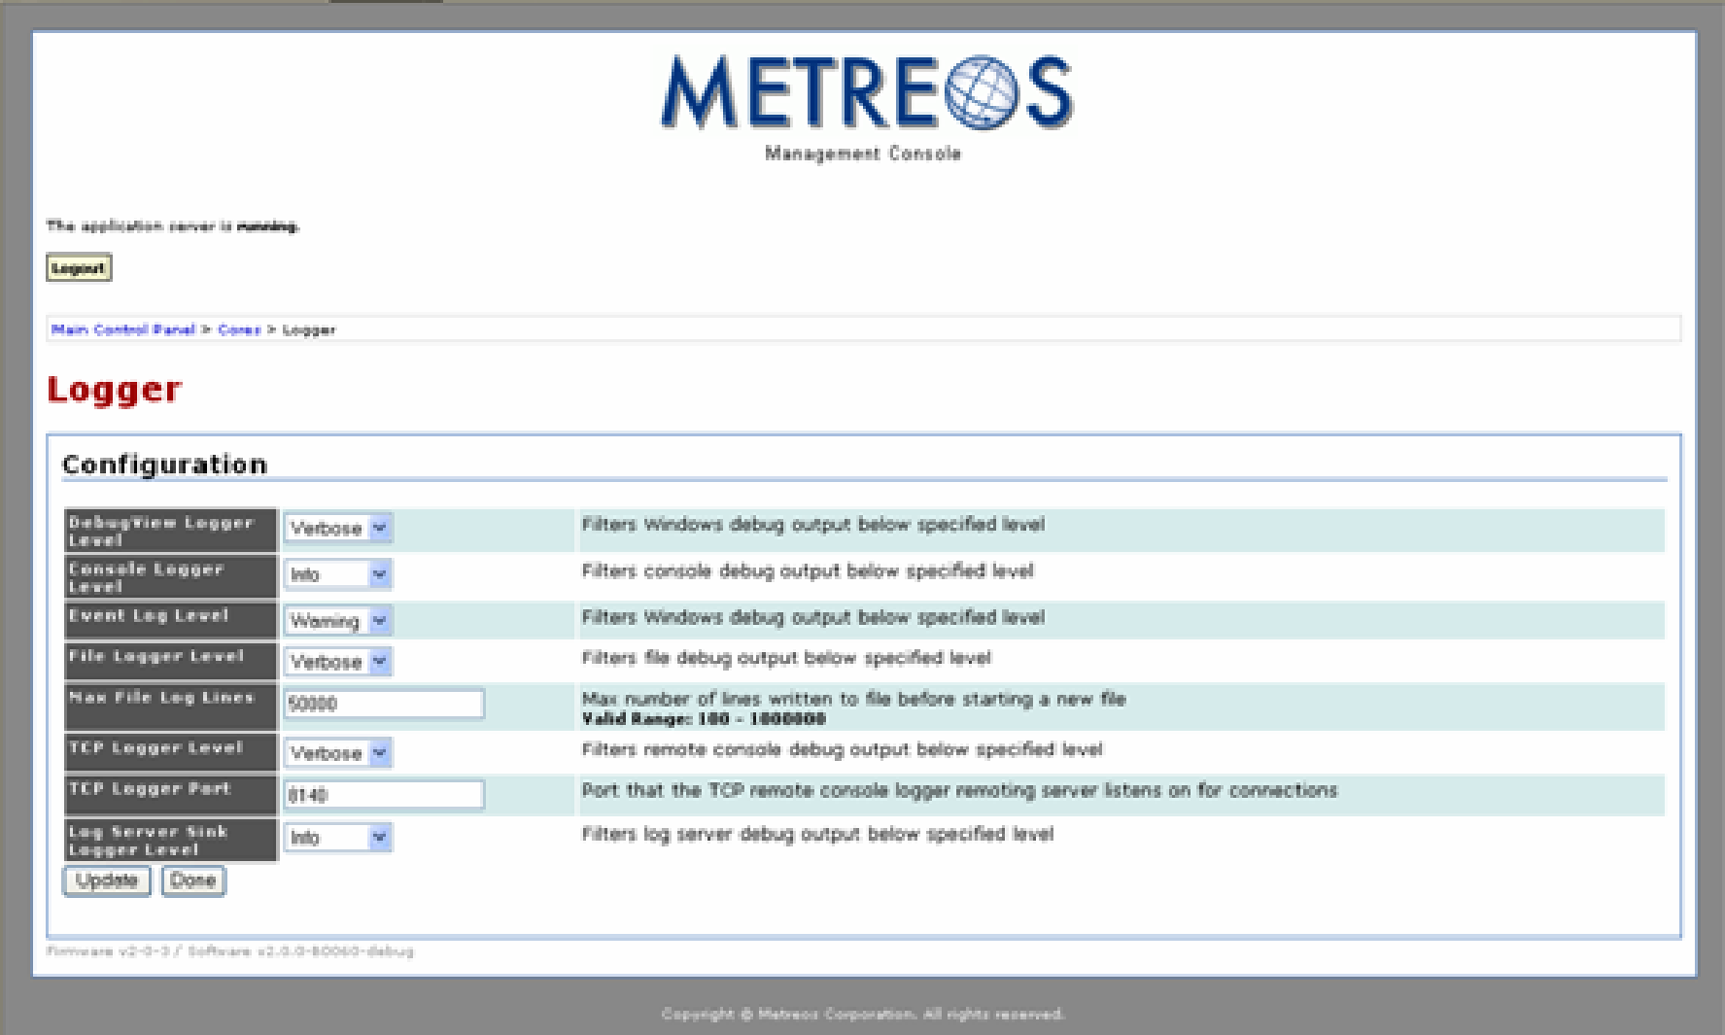 METREOS
Management Console
The application server is running.
Logout
Main Control Panel > Cores > Logger
Logger
Configuration
DebugView Logger Level Verbose Filters Windows debug output below specified level
Console Logger Level Info Filters console debug output below specified level
Event Log Level Warning Filters Windows debug output below specified level
File Logger Level Verbose Filters file debug output below specified level
Max File Log Lines 50000 Max number of lines written to file before starting a new file
Valid Range: 100 - 1000000
TCP Logger Level Verbose Filters remote console debug output below specified level
TCP Logger Port 8140 Port that the TCP remote console logger remoting server listens on for connections
Log Server Sink Logger Level Info Filters log server debug output below specified level
Update Done
Firmware v2-0-3 / Software v2.0.0-B0060-debug
Copyright © Metreos Corporation. All rights reserved.